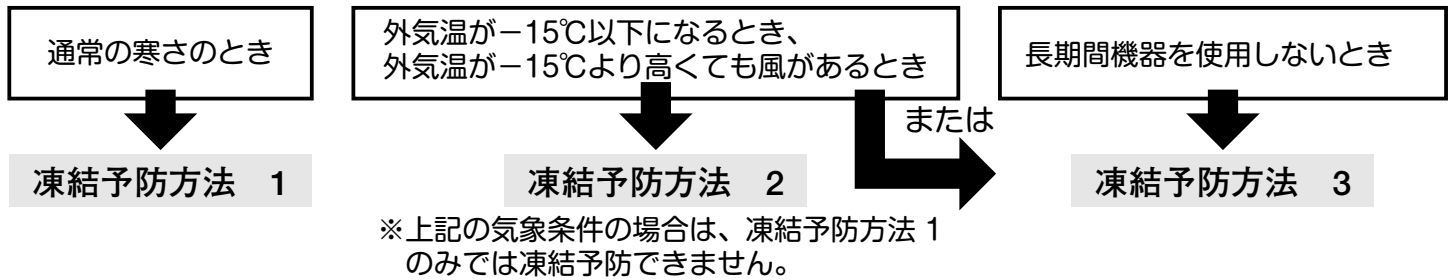 通常の寒さのとき
凍結予防方法　1
外気温が－15℃以下になるとき、
外気温が－15℃より高くても風があるとき
または
凍結予防方法　2
※上記の気象条件の場合は、凍結予防方法 1
のみでは凍結予防できません。
長期間機器を使用しないとき
凍結予防方法　3